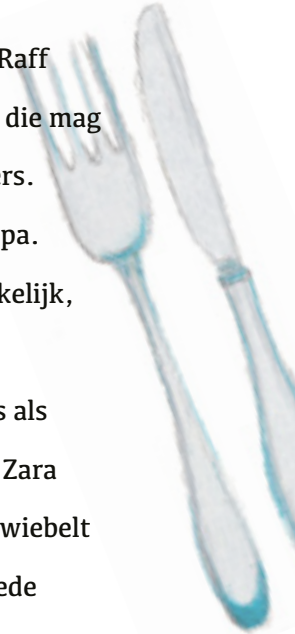 Raff
die mag
rs.
pa.
kelijk,
s als
Zara
wiebelt
ede